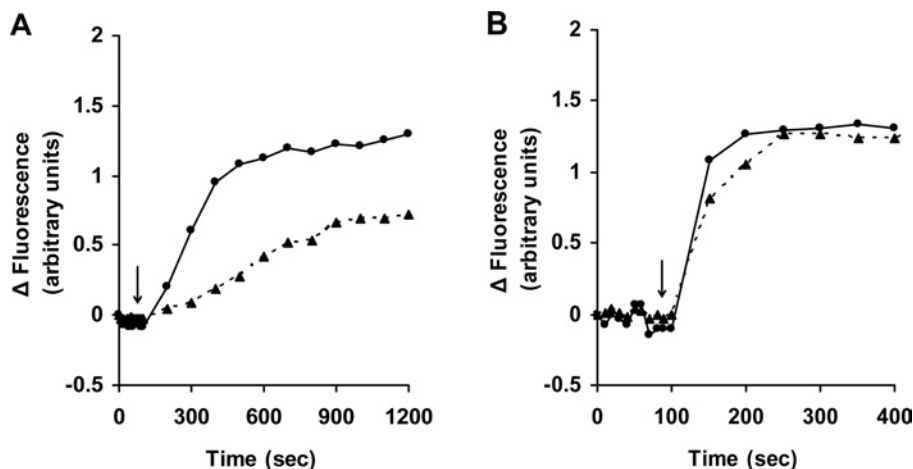 A
Δ Fluorescence
(arbitrary units)
2
1.5
1
0.5
0
-0.5
0 300 600 900 1200
Time (sec)
B
Δ Fluorescence
(arbitrary units)
2
1.5
1
0.5
0
-0.5
0 100 200 300 400
Time (sec)